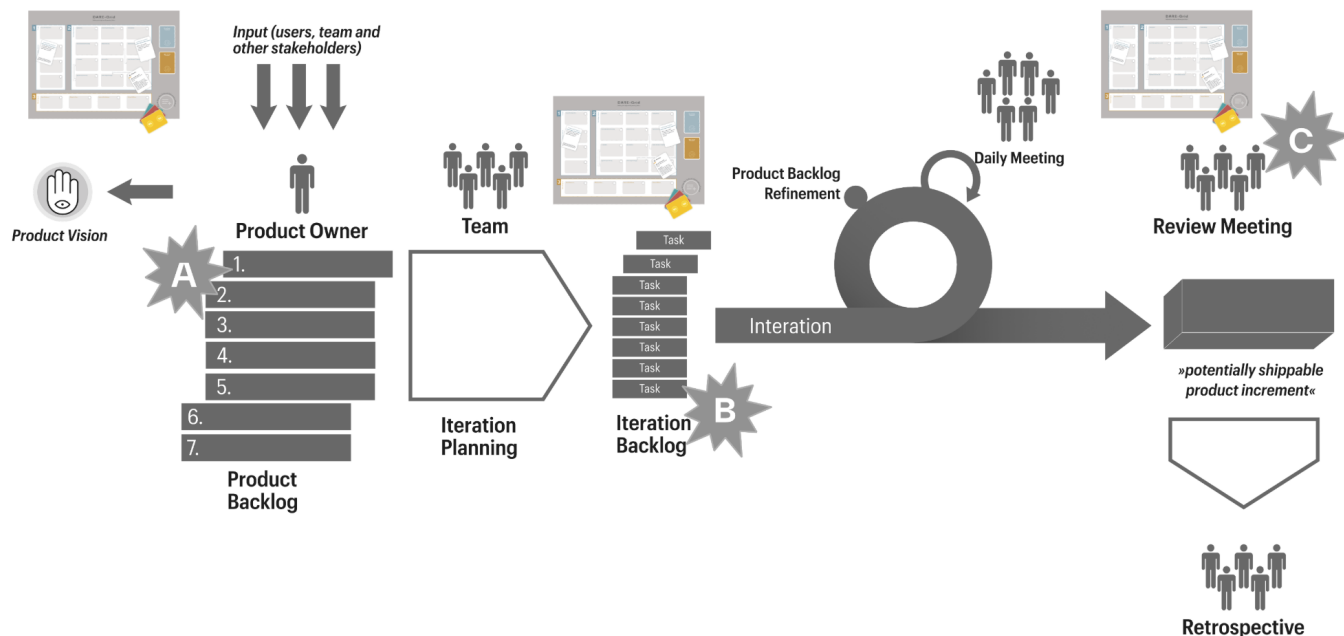 Input (users, team and
other stakeholders)
Product Vision
Product Owner
A
1.
2.
3.
4.
5.
6.
7.
Product
Backlog
Team
Iteration
Planning
Task
Task
Task
Task
Task
Task
Task
Task
B
Iteration
Backlog
Interation
Product Backlog
Refinement
Daily Meeting
C
Review Meeting
»potentially shippable
product increment«
Retrospective